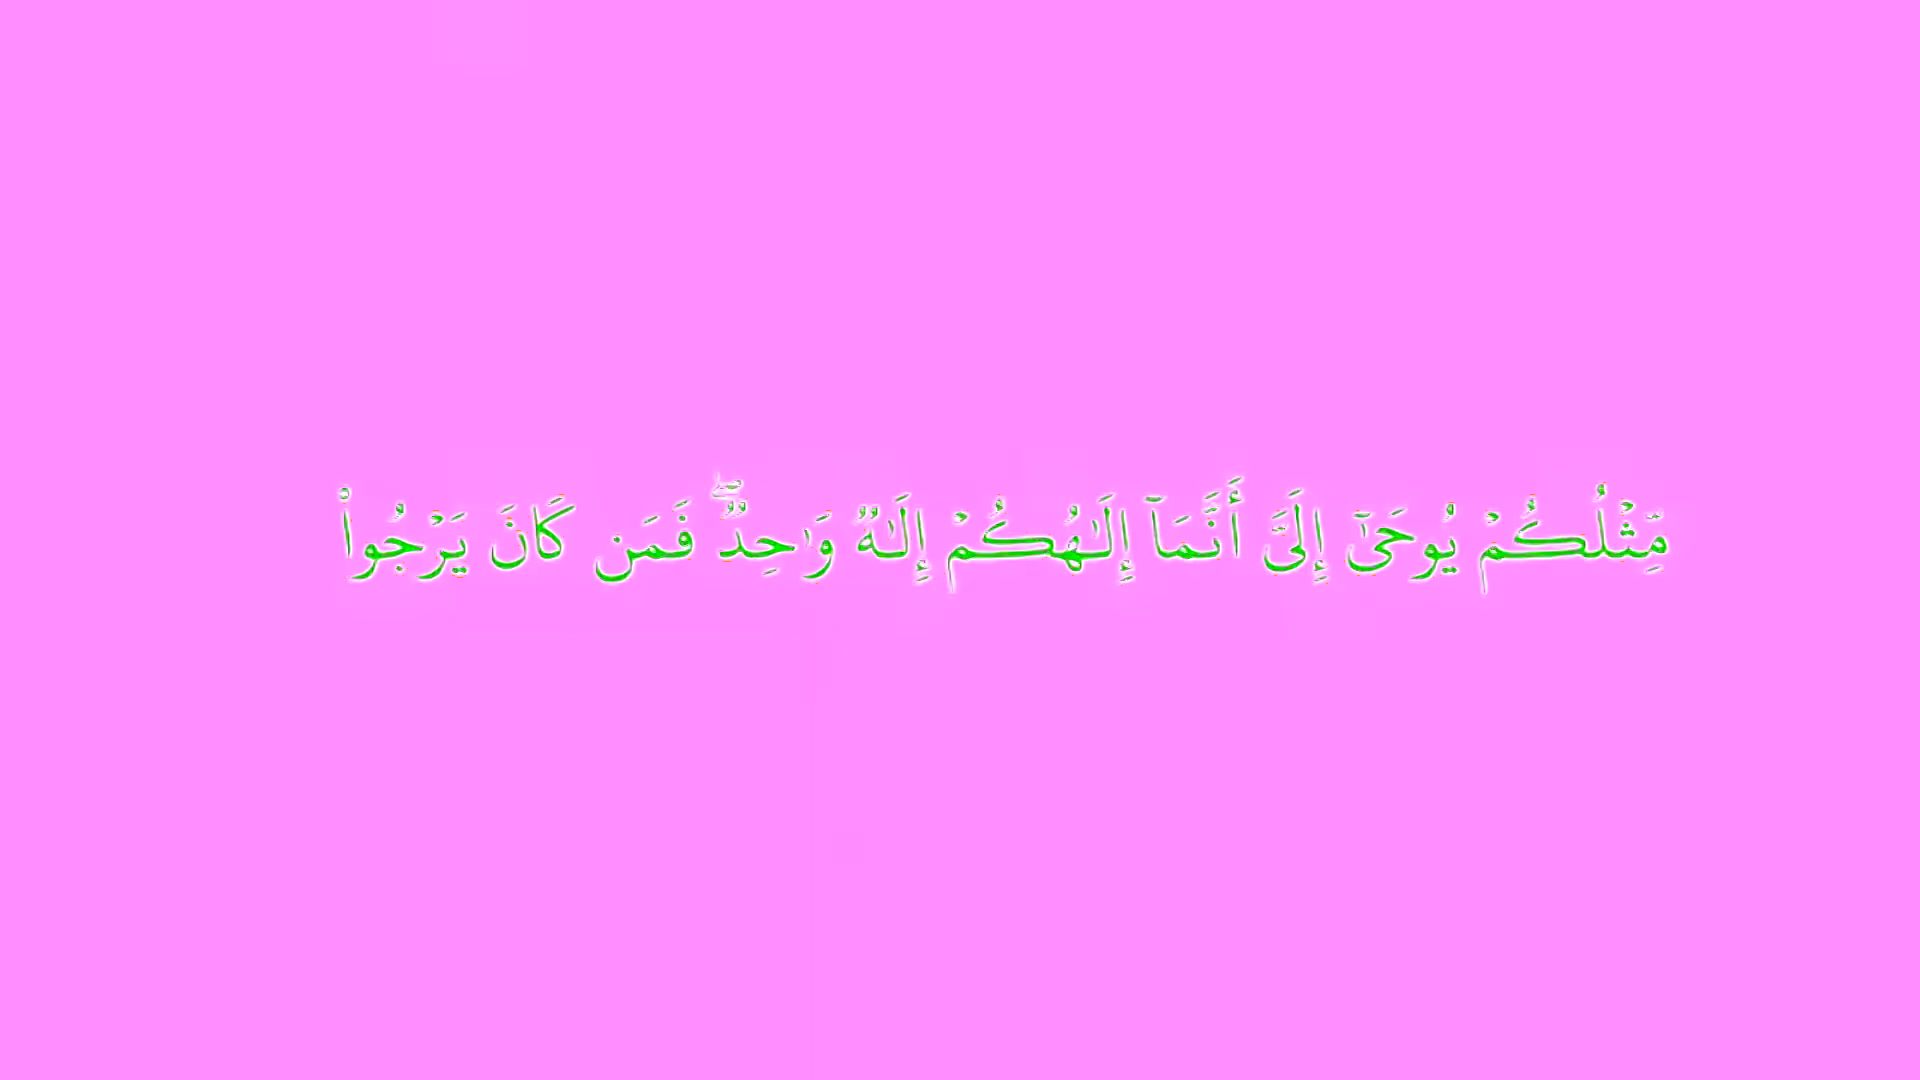 مِّثۡلُكُمۡ يُوحَىٰٓ إِلَىَّ أَنَّمَآ إِلَـٰهُكُمۡ إِلَـٰهٌ وَٰحِدٌۖ فَمَن كَانَ يَرۡجُواْ